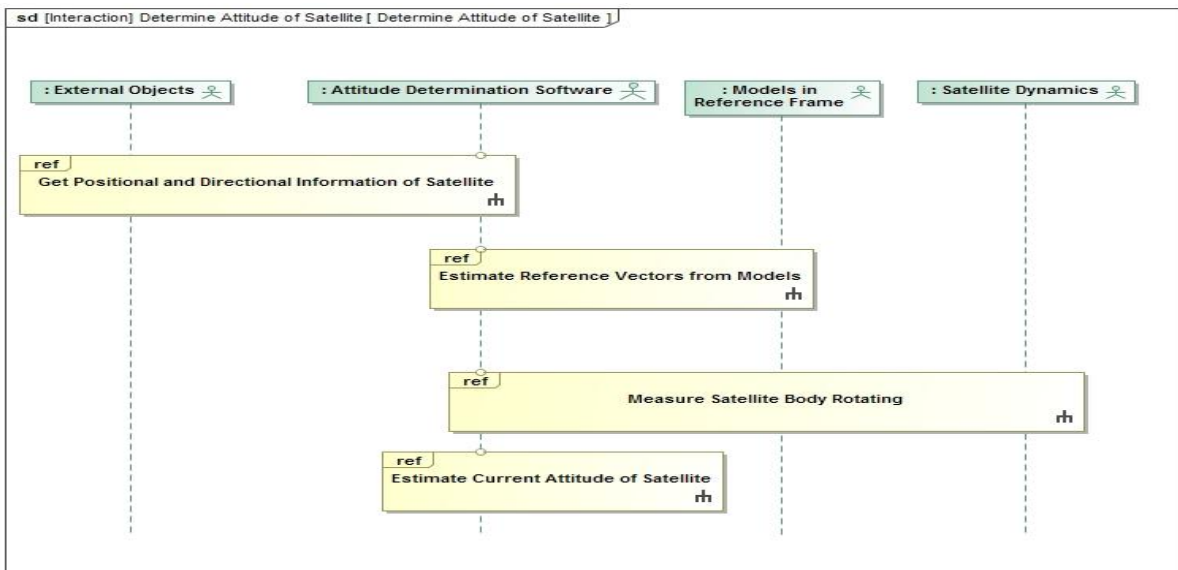 sd [Interaction] Determine Attitude of Satellite [ Determine Attitude of Satellite ]
: External Objects
: Attitude Determination Software
: Models in
Reference Frame
: Satellite Dynamics
ref
Get Positional and Directional Information of Satellite
ref
Estimate Reference Vectors from Models
ref
Measure Satellite Body Rotating
ref
Estimate Current Attitude of Satellite